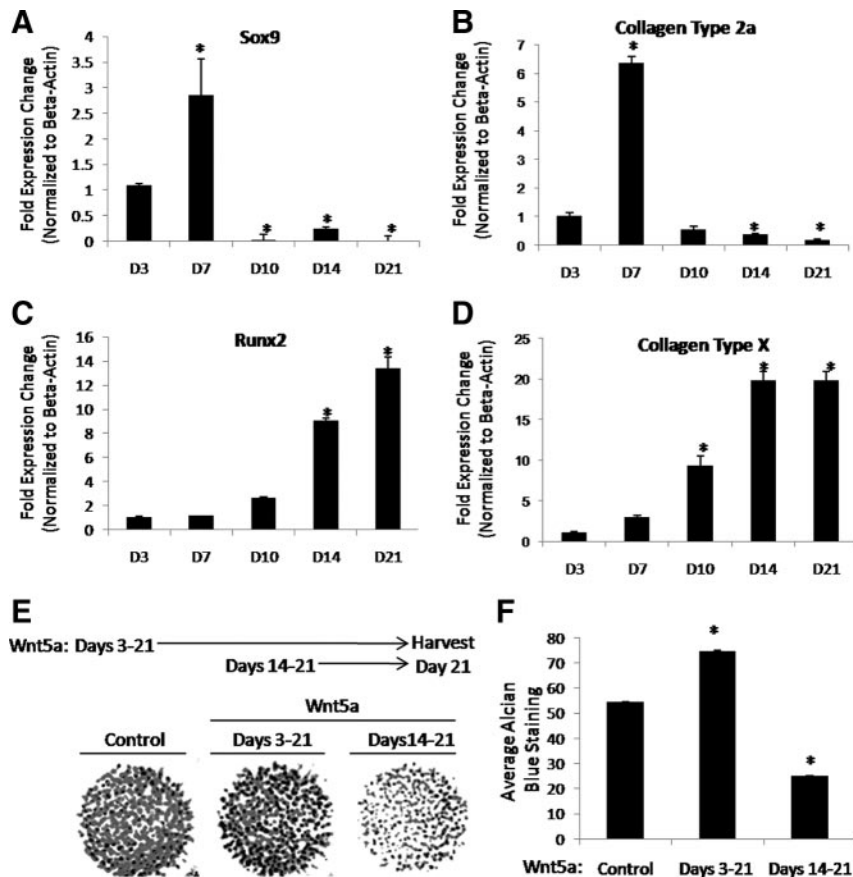 A
Sox9
Fold Expression Change
(Normalized to Beta-Actin)
4
3.5
3
2.5
2
1.5
1
0.5
0
*
*
*
*
D3 D7 D10 D14 D21
B
Collagen Type 2a
Fold Expression Change
(Normalized to Beta-Actin)
7
6
5
4
3
2
1
0
*
*
*
D3 D7 D10 D14 D21
C
Runx2
Fold Expression Change
(Normalized to Beta-Actin)
16
14
12
10
8
6
4
2
0
*
*
D3 D7 D10 D14 D21
D
Collagen Type X
Fold Expression Change
(Normalized to Beta-Actin)
25
20
15
10
5
0
*
*
*
D3 D7 D10 D14 D21
E
Wnt5a: Days 3-21 Harvest
Days 14-21 Day 21
Wnt5a
Control Days 3-21 Days14-21
F
Average Alcian
Blue Staining
80
70
60
50
40
30
20
10
0
*
*
Wnt5a: Control Days 3-21 Days 14-21